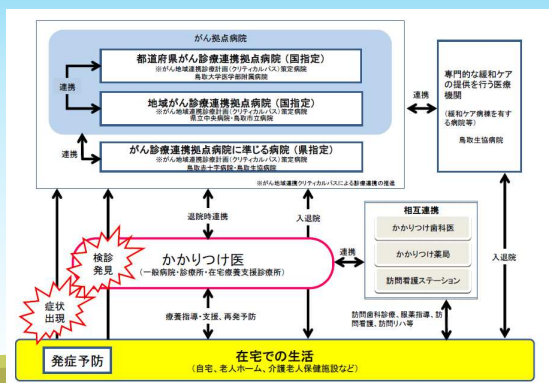 がん拠点病院
都道府県がん診療連携拠点病院（国指定）
※がん地域連携診療計画（クリティカルパス）策定病院
鳥取大学医学部附属病院
連携
地域がん診療連携拠点病院（国指定）
※がん地域連携診療計画（クリティカルパス）策定病院
県立中央病院・鳥取市立病院
連携
がん診療連携拠点病院に準じる病院（県指定）
※がん地域連携診療計画（クリティカルパス）策定病院
鳥取赤十字病院・鳥取生協病院
※がん地域連携クリティカルパスによる診療連携の推進
連携
専門的な緩和ケア
の提供を行う医療
機関
（緩和ケア病棟を有す
る病院等）
鳥取生協病院
退院時連携
入退院
検診
発見
かかりつけ医
（一般病院・診療所・在宅療養支援診療所）
連携
相互連携
かかりつけ歯科医
かかりつけ薬局
訪問看護ステーション
入退院
症状
出現
療養指導・支援、再発予防
訪問歯科診療、服薬指導、訪
問看護、訪問リハ等
発症予防
在宅での生活
（自宅、老人ホーム、介護老人保健施設など）